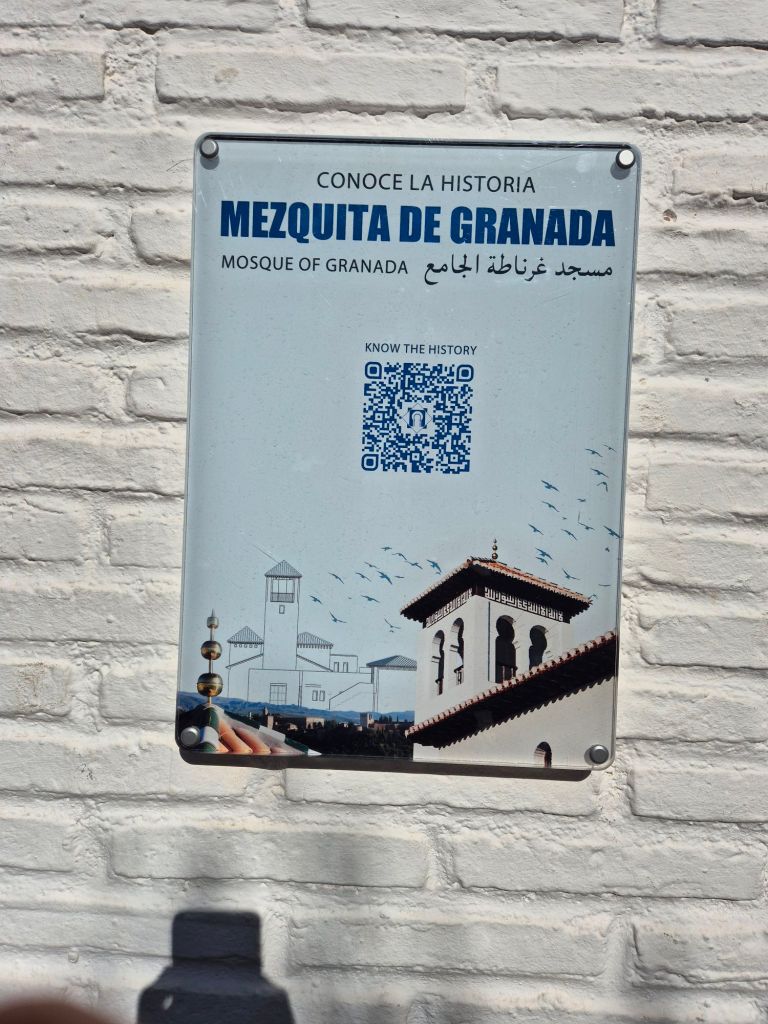 CONOCE LA HISTORIA
MEZQUITA DE GRANADA
MOSQUE OF GRANADA مسجد غرناطة الجامع
KNOW THE HISTORY